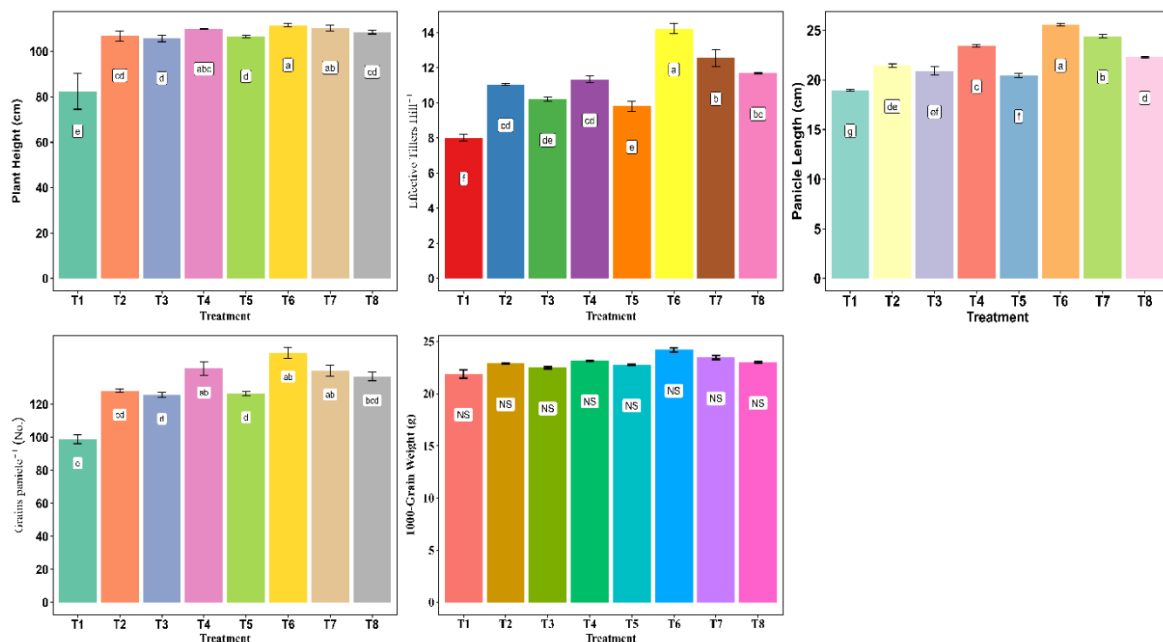 Plant Height (cm)
100
80
60
40
20
0
cd
d
abc
d
a
ab
cd
e
T1 T2 T3 T4 T5 T6 T7 T8
Treatment
Effective Tillers Hill⁻¹
14
12
10
8
6
4
2
0
f
cd
de
cd
e
a
b
bc
T1 T2 T3 T4 T5 T6 T7 T8
Treatment
Panicle Length (cm)
25
20
15
10
5
0
g
de
ef
c
f
a
b
d
T1 T2 T3 T4 T5 T6 T7 T8
Treatment
Grains panicle⁻¹ (No.)
120
100
80
60
40
20
0
e
cd
d
ab
d
ab
ab
bcd
T1 T2 T3 T4 T5 T6 T7 T8
Treatment
1000-Grain Weight (g)
25
20
15
10
5
0
NS NS NS NS NS NS NS NS
T1 T2 T3 T4 T5 T6 T7 T8
Treatment